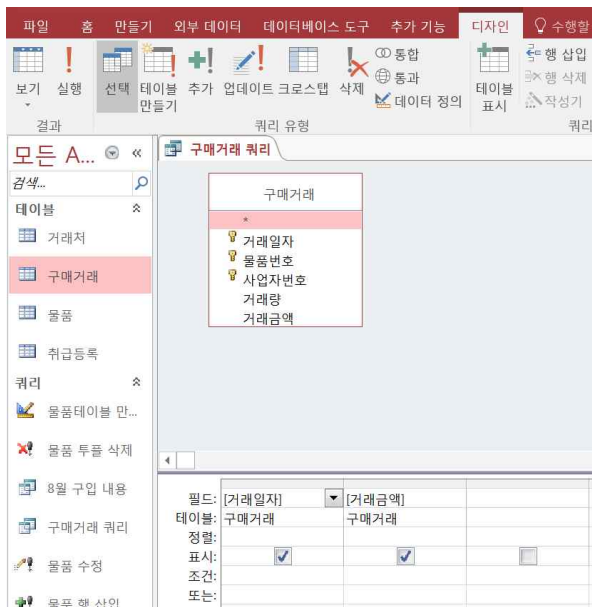 파일 홈 만들기 외부 데이터 데이터베이스 도구 추가 기능 디자인 수행할
보기 실행 선택 테이블 만들기 추가 업데이트 크로스탭 삭제
통합
통과
데이터 정의
테이블 표시
행 삽입
행 삭제
작성기
결과 쿼리 유형 쿼리
모든 A... «
검색...
테이블
거래처
구매거래
물품
취급등록
쿼리
물품테이블 만...
물품 투플 삭제
8월 구입 내용
구매거래 쿼리
물품 수정
물품 행 삽입
구매거래 쿼리
구매거래
*
거래일자
물품번호
사업자번호
거래량
거래금액
필드: [거래일자] [거래금액]
테이블: 구매거래 구매거래
정렬:
표시:
조건:
또는: